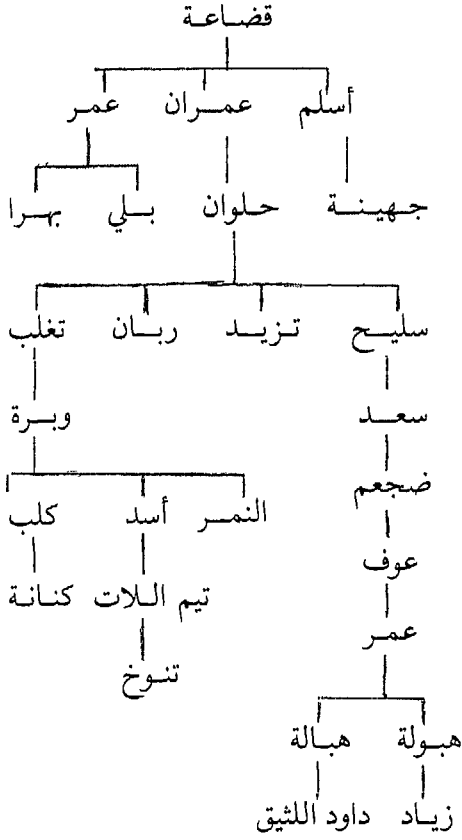 قضاعة
أسلم عمران عمر
جهينة حلوان بلي بهرا
سليح تزيد ربان تغلب
سعد وبرة
ضجعم
النمر أسد كلب
عوف
تيم اللات كنانة
عمر
تنوخ
هبولة هبالة
زياد داود اللثيق